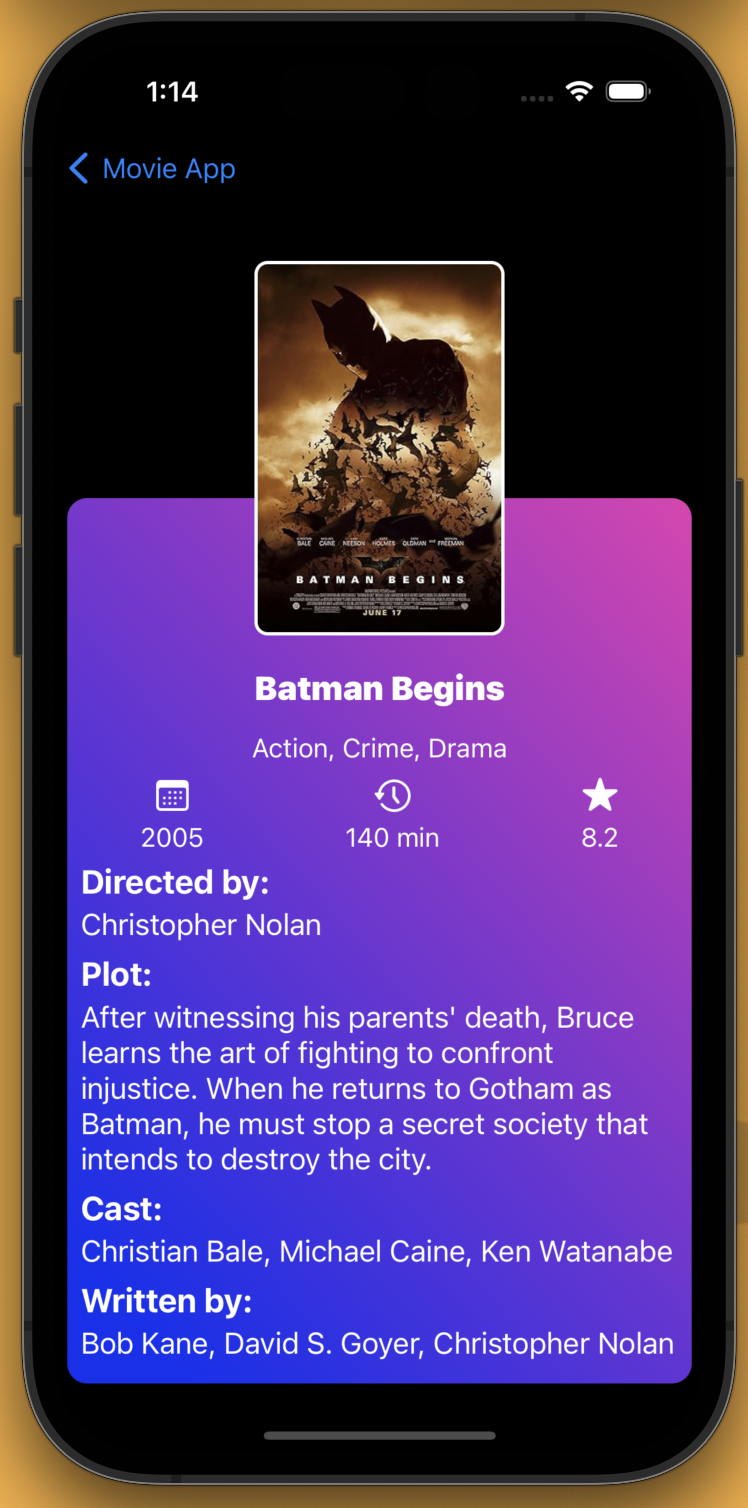 1:14
Movie App
CHRISTIAN MICHAEL LIAM KATIE GARY MORGAN
BALE CAINE NEESON HOLMES OLDMAN AND FREEMAN
BATMAN BEGINS
JUNE 17
Batman Begins
Action, Crime, Drama
2005 140 min 8.2
Directed by:
Christopher Nolan
Plot:
After witnessing his parents' death, Bruce
learns the art of fighting to confront
injustice. When he returns to Gotham as
Batman, he must stop a secret society that
intends to destroy the city.
Cast:
Christian Bale, Michael Caine, Ken Watanabe
Written by:
Bob Kane, David S. Goyer, Christopher Nolan